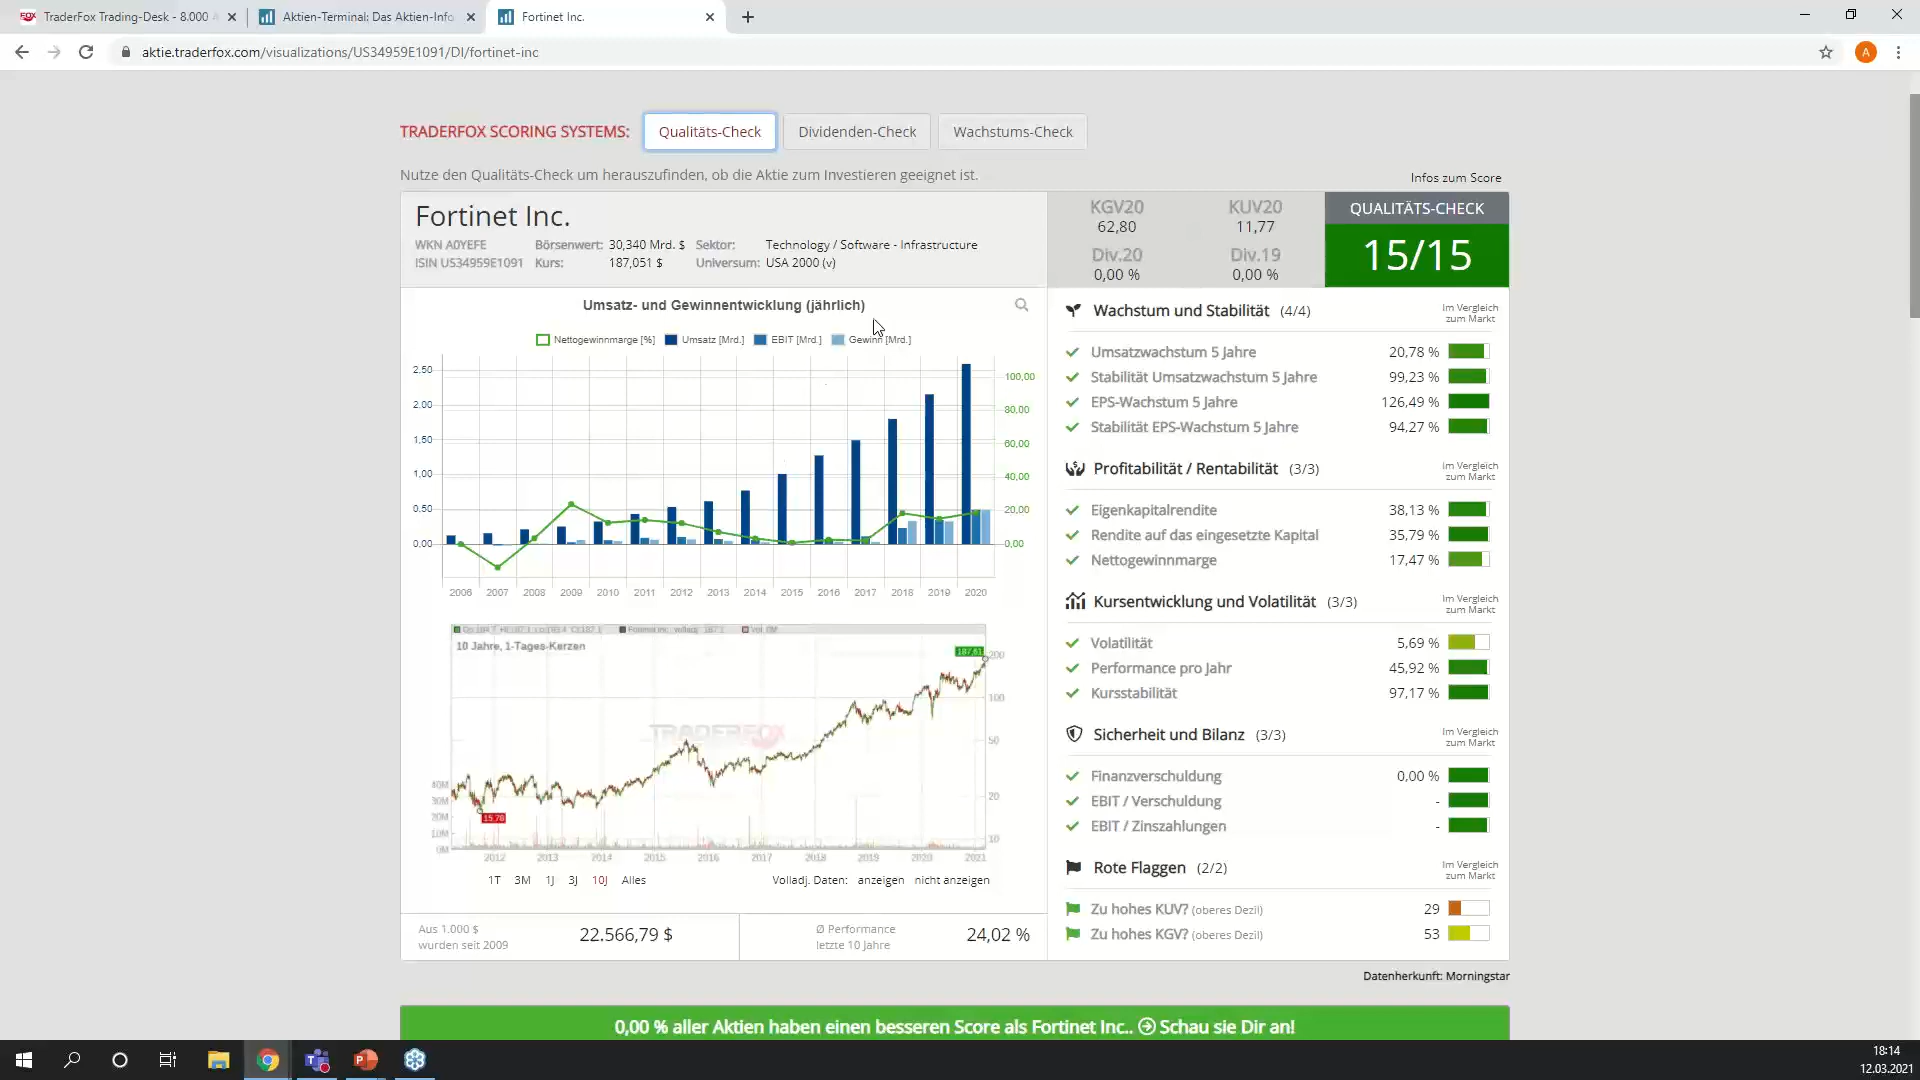 TraderFox Trading-Desk - 8.000
Aktien-Terminal: Das Aktien-Info
Fortinet Inc.
aktie.traderfox.com/visualizations/US34959E1091/DI/fortinet-inc
A
TRADERFOX SCORING SYSTEMS:
Qualitäts-Check
Dividenden-Check
Wachstums-Check
Nutze den Qualitäts-Check um herauszufinden, ob die Aktie zum Investieren geeignet ist.
Infos zum Score
Fortinet Inc.
WKN A0YEFE Börsenwert: 30,340 Mrd. $ Sektor: Technology / Software - Infrastructure
ISIN US34959E1091 Kurs: 187,051 $ Universum: USA 2000 (v)
KGV20 KUV20
62,80 11,77
Div.20 Div.19
0,00 % 0,00 %
QUALITÄTS-CHECK
15/15
Umsatz- und Gewinnentwicklung (jährlich)
Nettogewinnmarge [%] Umsatz [Mrd.] EBIT [Mrd.] Gewinn [Mrd.]
2,50
2,00
1,50
1,00
0,50
0,00
100,00
80,00
60,00
40,00
20,00
0,00
2006 2007 2008 2009 2010 2011 2012 2013 2014 2015 2016 2017 2018 2019 2020
10 Jahre, 1-Tages-Kerzen
TRADERFOX
187,61
15,78
200
100
50
20
10
40M
30M
20M
10M
0M
2012 2013 2014 2015 2016 2017 2018 2019 2020 2021
1T 3M 1J 3J 10J Alles
Volladj. Daten: anzeigen nicht anzeigen
Aus 1.000 $
wurden seit 2009
22.566,79 $
Ø Performance
letzte 10 Jahre
24,02 %
Wachstum und Stabilität (4/4)
Im Vergleich
zum Markt
Umsatzwachstum 5 Jahre 20,78 %
Stabilität Umsatzwachstum 5 Jahre 99,23 %
EPS-Wachstum 5 Jahre 126,49 %
Stabilität EPS-Wachstum 5 Jahre 94,27 %
Profitabilität / Rentabilität (3/3)
Im Vergleich
zum Markt
Eigenkapitalrendite 38,13 %
Rendite auf das eingesetzte Kapital 35,79 %
Nettogewinnmarge 17,47 %
Kursentwicklung und Volatilität (3/3)
Im Vergleich
zum Markt
Volatilität 5,69 %
Performance pro Jahr 45,92 %
Kursstabilität 97,17 %
Sicherheit und Bilanz (3/3)
Im Vergleich
zum Markt
Finanzverschuldung 0,00 %
EBIT / Verschuldung -
EBIT / Zinszahlungen -
Rote Flaggen (2/2)
Im Vergleich
zum Markt
Zu hohes KUV? (oberes Dezil) 29
Zu hohes KGV? (oberes Dezil) 53
Datenherkunft: Morningstar
0,00 % aller Aktien haben einen besseren Score als Fortinet Inc.. Schau sie Dir an!
18:14
12.03.2021